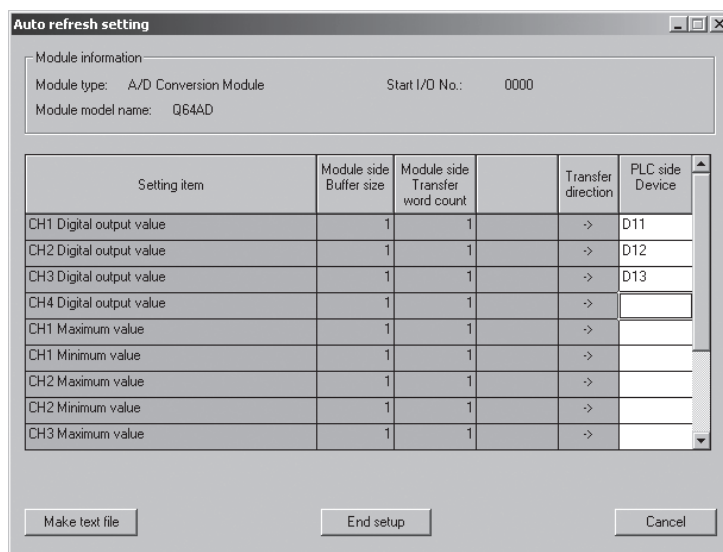 Auto refresh setting
Module information
Module type: A/D Conversion Module Start I/O No.: 0000
Module model name: Q64AD
Setting item Module side Buffer size Module side Transfer word count Transfer direction PLC side Device
CH1 Digital output value 1 1 -> D11
CH2 Digital output value 1 1 -> D12
CH3 Digital output value 1 1 -> D13
CH4 Digital output value 1 1 ->
CH1 Maximum value 1 1 ->
CH1 Minimum value 1 1 ->
CH2 Maximum value 1 1 ->
CH2 Minimum value 1 1 ->
CH3 Maximum value 1 1 ->
Make text file End setup Cancel